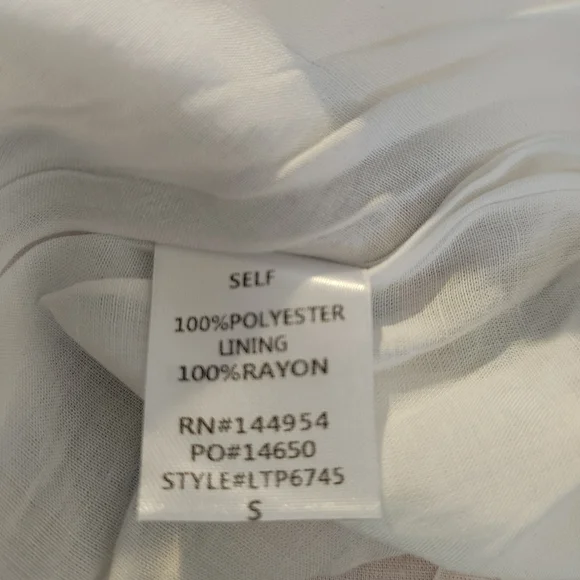 SELF
100%POLYESTER
LINING
100%RAYON
RN#144954
PO#14650
STYLE#LTP6745
S